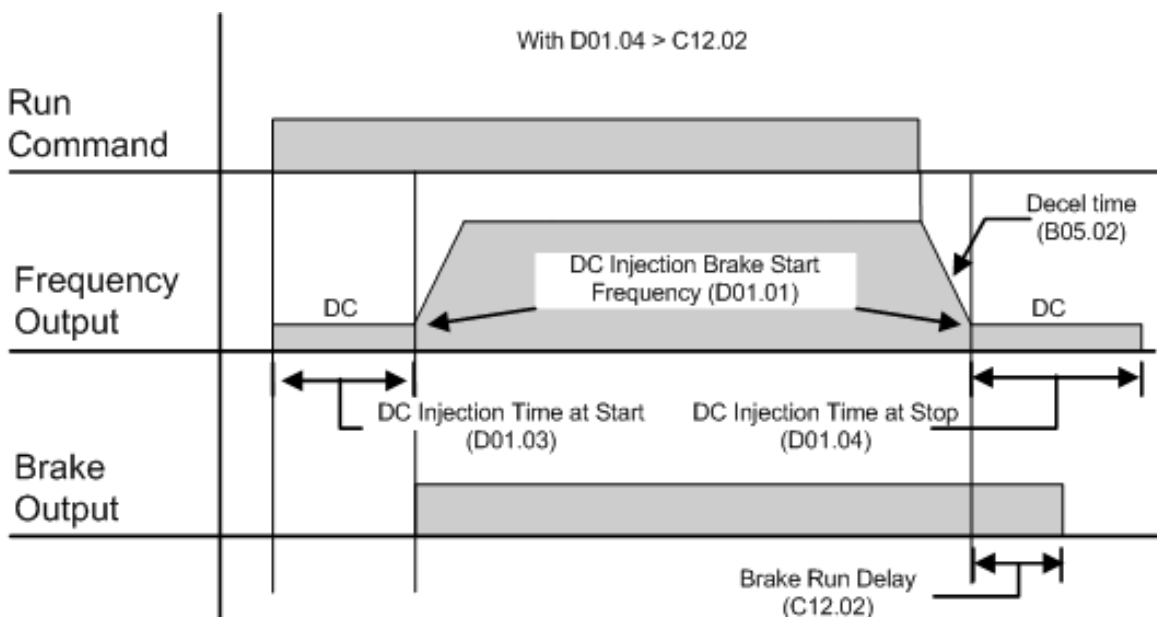 With D01.04 > C12.02
Run
Command
Decel time
(B05.02)
DC Injection Brake Start
Frequency (D01.01)
Frequency
Output
DC
DC
DC Injection Time at Start
(D01.03)
DC Injection Time at Stop
(D01.04)
Brake
Output
Brake Run Delay
(C12.02)